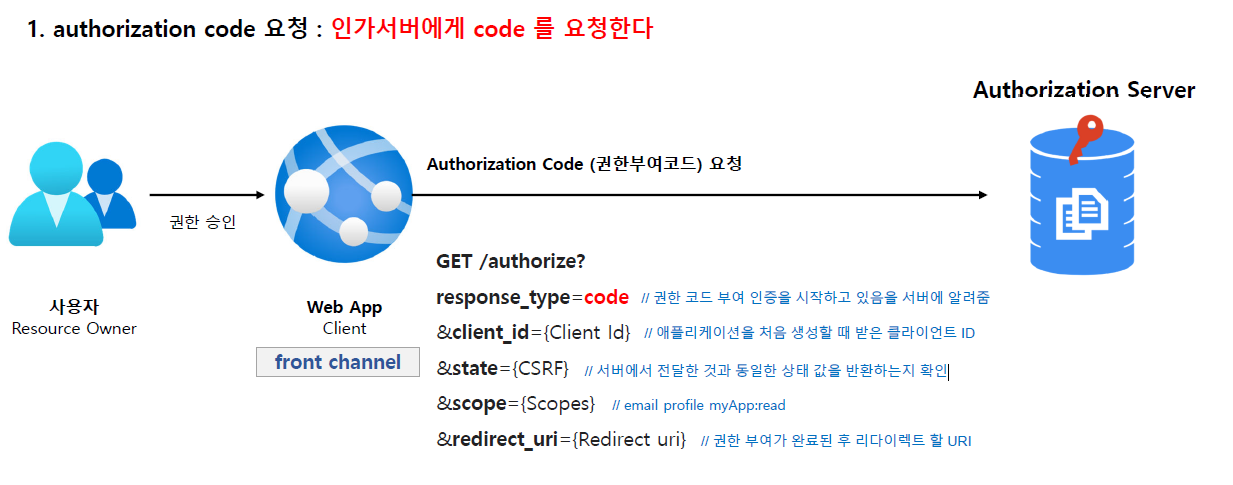 1. authorization code 요청 : 인가서버에게 code 를 요청한다
Authorization Server
Authorization Code (권한부여코드) 요청
권한 승인
사용자
Resource Owner
Web App
Client
front channel
GET /authorize?
response_type=code // 권한 코드 부여 인증을 시작하고 있음을 서버에 알려줌
&client_id={Client Id} // 애플리케이션을 처음 생성할 때 받은 클라이언트 ID
&state={CSRF} // 서버에서 전달한 것과 동일한 상태 값을 반환하는지 확인
&scope={Scopes} // email profile myApp:read
&redirect_uri={Redirect uri} // 권한 부여가 완료된 후 리다이렉트 할 URI